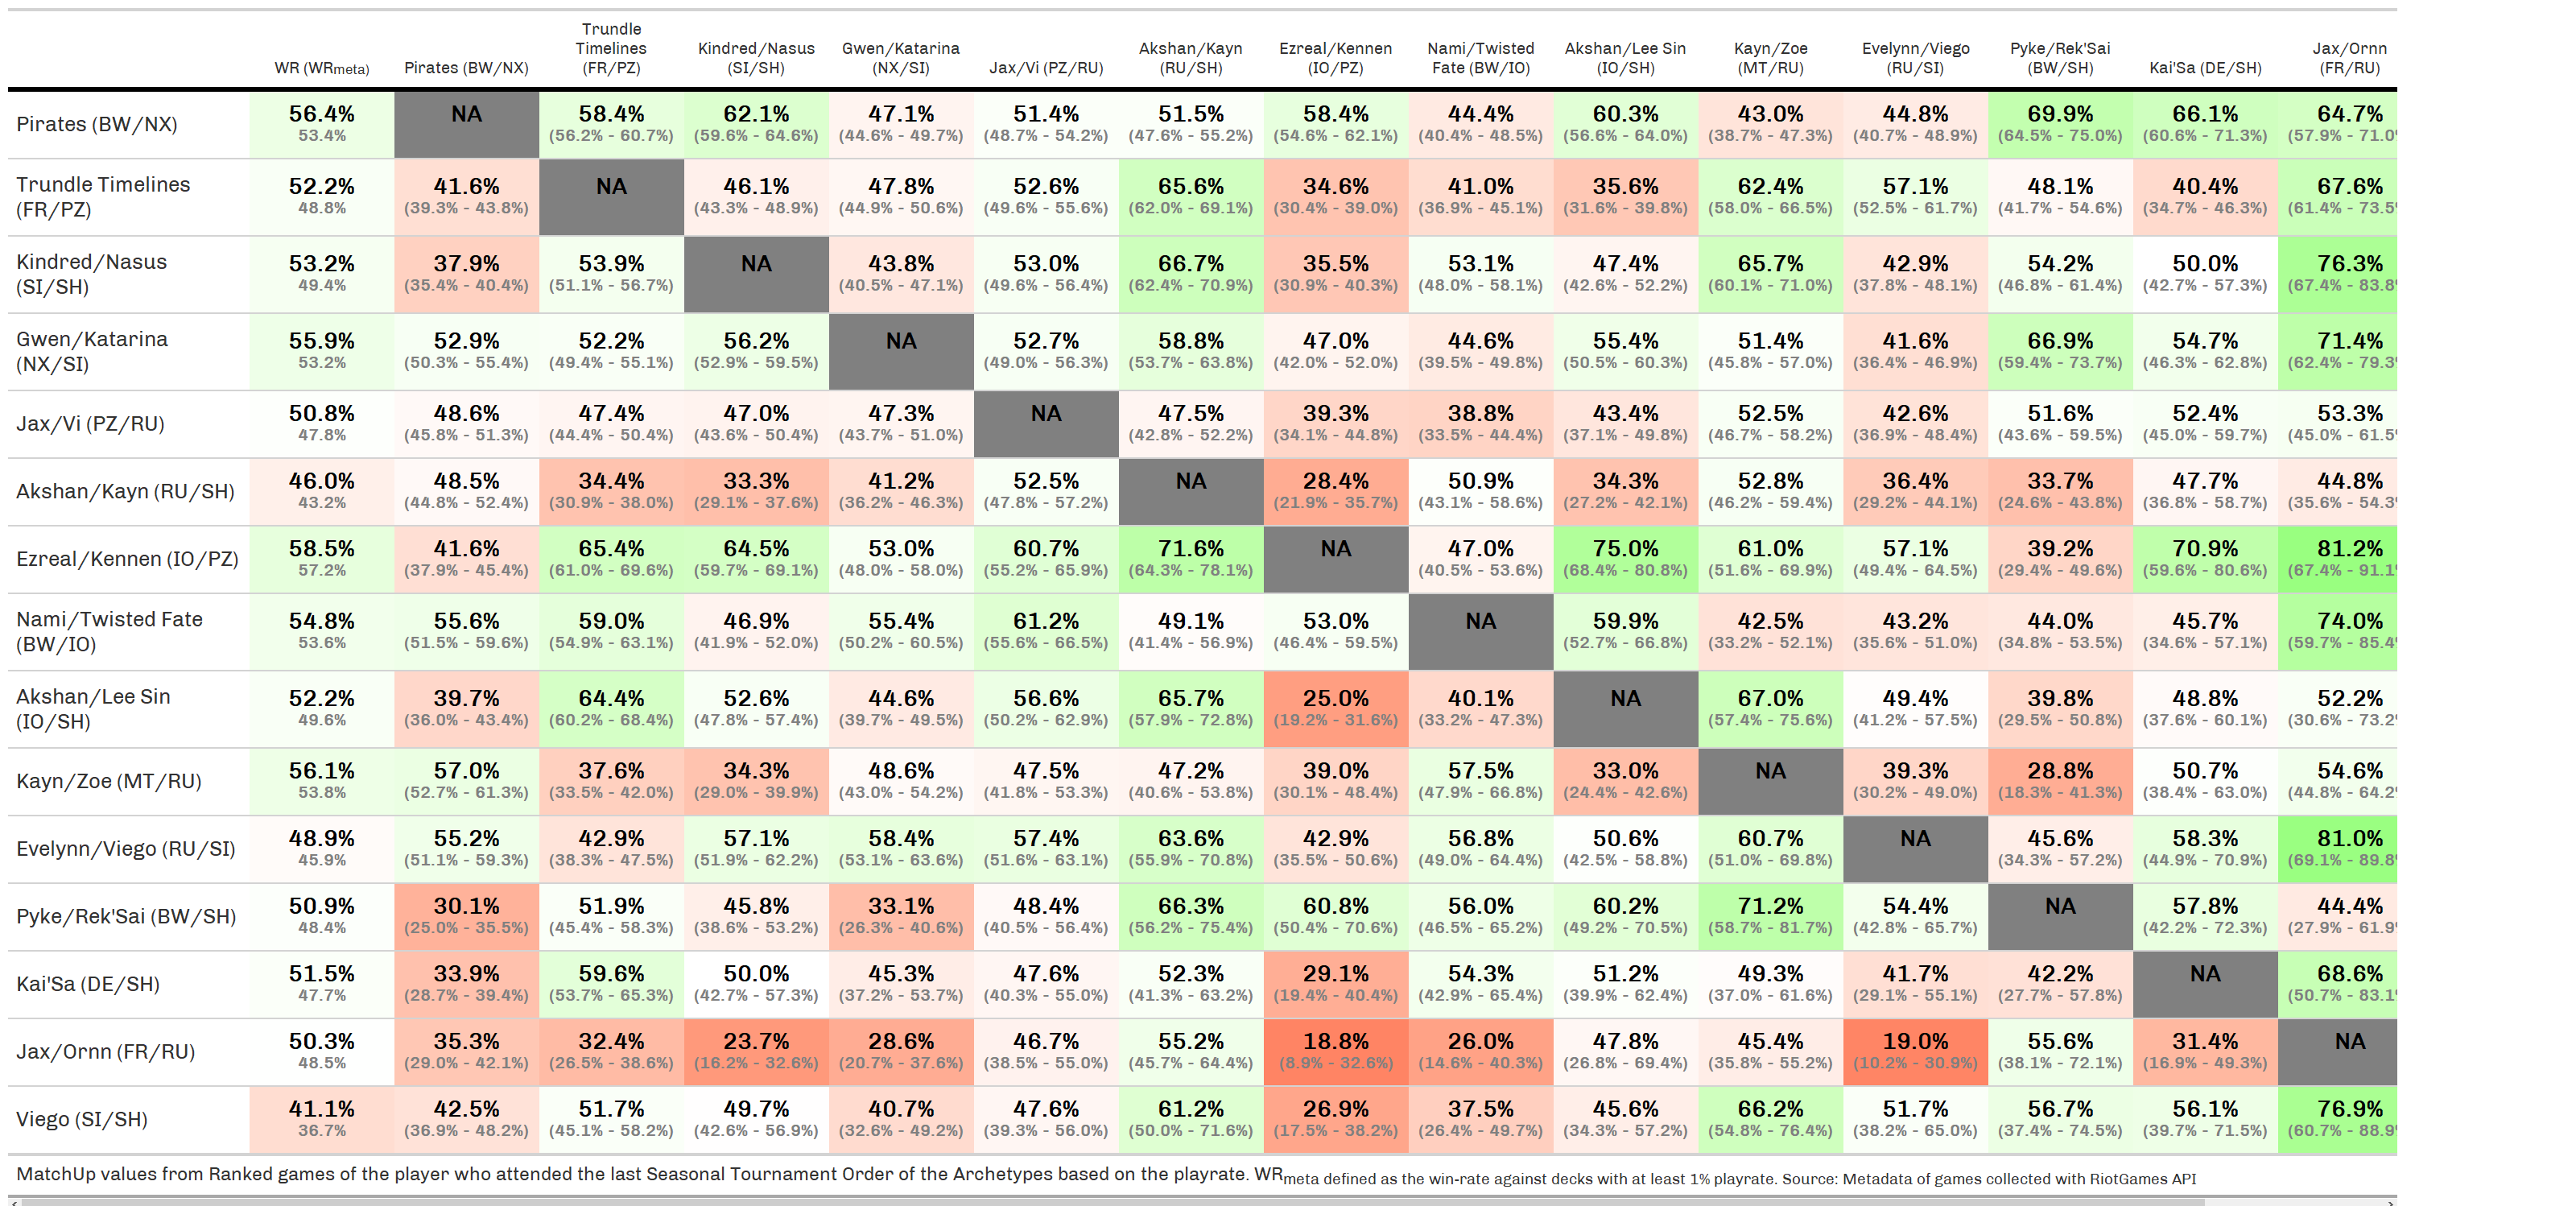 WR (WRmeta) Pirates (BW/NX) Trundle Timelines (FR/PZ) Kindred/Nasus (SI/SH) Gwen/Katarina (NX/SI) Jax/Vi (PZ/RU) Akshan/Kayn (RU/SH) Ezreal/Kennen (IO/PZ) Nami/Twisted Fate (BW/IO) Akshan/Lee Sin (IO/SH) Kayn/Zoe (MT/RU) Evelynn/Viego (RU/SI) Pyke/Rek'Sai (BW/SH) Kai'Sa (DE/SH) Jax/Ornn (FR/RU)
Pirates (BW/NX) 56.4% NA 58.4% 62.1% 47.1% 51.4% 51.5% 58.4% 44.4% 60.3% 43.0% 44.8% 69.9% 66.1% 64.7%
53.4% (56.2% - 60.7%) (59.6% - 64.6%) (44.6% - 49.7%) (48.7% - 54.2%) (47.6% - 55.2%) (54.6% - 62.1%) (40.4% - 48.5%) (56.6% - 64.0%) (38.7% - 47.3%) (40.7% - 48.9%) (64.5% - 75.0%) (60.6% - 71.3%) (57.9% - 71.0%
Trundle Timelines (FR/PZ) 52.2% 41.6% NA 46.1% 47.8% 52.6% 65.6% 34.6% 41.0% 35.6% 62.4% 57.1% 48.1% 40.4% 67.6%
48.8% (39.3% - 43.8%) (43.3% - 48.9%) (44.9% - 50.6%) (49.6% - 55.6%) (62.0% - 69.1%) (30.4% - 39.0%) (36.9% - 45.1%) (31.6% - 39.8%) (58.0% - 66.5%) (52.5% - 61.7%) (41.7% - 54.6%) (34.7% - 46.3%) (61.4% - 73.5
Kindred/Nasus (SI/SH) 53.2% 37.9% 53.9% NA 43.8% 53.0% 66.7% 35.5% 53.1% 47.4% 65.7% 42.9% 54.2% 50.0% 76.3%
49.4% (35.4% - 40.4%) (51.1% - 56.7%) (40.5% - 47.1%) (49.6% - 56.4%) (62.4% - 70.9%) (30.9% - 40.3%) (48.0% - 58.1%) (42.6% - 52.2%) (60.1% - 71.0%) (37.8% - 48.1%) (46.8% - 61.4%) (42.7% - 57.3%) (67.4% - 83.8
Gwen/Katarina (NX/SI) 55.9% 52.9% 52.2% 56.2% NA 52.7% 58.8% 47.0% 44.6% 55.4% 51.4% 41.6% 66.9% 54.7% 71.4%
53.2% (50.3% - 55.4%) (49.4% - 55.1%) (52.9% - 59.5%) (49.0% - 56.3%) (53.7% - 63.8%) (42.0% - 52.0%) (39.5% - 49.8%) (50.5% - 60.3%) (45.8% - 57.0%) (36.4% - 46.9%) (59.4% - 73.7%) (46.3% - 62.8%) (62.4% - 79.3
Jax/Vi (PZ/RU) 50.8% 48.6% 47.4% 47.0% 47.3% NA 47.5% 39.3% 38.8% 43.4% 52.5% 42.6% 51.6% 52.4% 53.3%
47.8% (45.8% - 51.3%) (44.4% - 50.4%) (43.6% - 50.4%) (43.7% - 51.0%) (42.8% - 52.2%) (34.1% - 44.8%) (33.5% - 44.4%) (37.1% - 49.8%) (46.7% - 58.2%) (36.9% - 48.4%) (43.6% - 59.5%) (45.0% - 59.7%) (45.0% - 61.5
Akshan/Kayn (RU/SH) 46.0% 48.5% 34.4% 33.3% 41.2% 52.5% NA 28.4% 50.9% 34.3% 52.8% 36.4% 33.7% 47.7% 44.8%
43.2% (44.8% - 52.4%) (30.9% - 38.0%) (29.1% - 37.6%) (36.2% - 46.3%) (47.8% - 57.2%) (21.9% - 35.7%) (43.1% - 58.6%) (27.2% - 42.1%) (46.2% - 59.4%) (29.2% - 44.1%) (24.6% - 43.8%) (36.8% - 58.7%) (35.6% - 54.3
Ezreal/Kennen (IO/PZ) 58.5% 41.6% 65.4% 64.5% 53.0% 60.7% 71.6% NA 47.0% 75.0% 61.0% 57.1% 39.2% 70.9% 81.2%
57.2% (37.9% - 45.4%) (61.0% - 69.6%) (59.7% - 69.1%) (48.0% - 58.0%) (55.2% - 65.9%) (64.3% - 78.1%) (40.5% - 53.6%) (68.4% - 80.8%) (51.6% - 69.9%) (49.4% - 64.5%) (29.4% - 49.6%) (59.6% - 80.6%) (67.4% - 91.1
Nami/Twisted Fate (BW/IO) 54.8% 55.6% 59.0% 46.9% 55.4% 61.2% 49.1% 53.0% NA 59.9% 42.5% 43.2% 44.0% 45.7% 74.0%
53.6% (51.5% - 59.6%) (54.9% - 63.1%) (41.9% - 52.0%) (50.2% - 60.5%) (55.6% - 66.5%) (41.4% - 56.9%) (46.4% - 59.5%) (52.7% - 66.8%) (33.2% - 52.1%) (35.6% - 51.0%) (34.8% - 53.5%) (34.6% - 57.1%) (59.7% - 85.4
Akshan/Lee Sin (IO/SH) 52.2% 39.7% 64.4% 52.6% 44.6% 56.6% 65.7% 25.0% 40.1% NA 67.0% 49.4% 39.8% 48.8% 52.2%
49.6% (36.0% - 43.4%) (60.2% - 68.4%) (47.8% - 57.4%) (39.7% - 49.5%) (50.2% - 62.9%) (57.9% - 72.8%) (19.2% - 31.6%) (33.2% - 47.3%) (57.4% - 75.6%) (41.2% - 57.5%) (29.5% - 50.8%) (37.6% - 60.1%) (30.6% - 73.2
Kayn/Zoe (MT/RU) 56.1% 57.0% 37.6% 34.3% 48.6% 47.5% 47.2% 39.0% 57.5% 33.0% NA 39.3% 28.8% 50.7% 54.6%
53.8% (52.7% - 61.3%) (33.5% - 42.0%) (29.0% - 39.9%) (43.0% - 54.2%) (41.8% - 53.3%) (40.6% - 53.8%) (30.1% - 48.4%) (47.9% - 66.8%) (24.4% - 42.6%) (30.2% - 49.0%) (18.3% - 41.3%) (38.4% - 63.0%) (44.8% - 64.2
Evelynn/Viego (RU/SI) 48.9% 55.2% 42.9% 57.1% 58.4% 57.4% 63.6% 42.9% 56.8% 50.6% 60.7% NA 45.6% 58.3% 81.0%
45.9% (51.1% - 59.3%) (38.3% - 47.5%) (51.9% - 62.2%) (53.1% - 63.6%) (51.6% - 63.1%) (55.9% - 70.8%) (35.5% - 50.6%) (49.0% - 64.4%) (42.5% - 58.8%) (51.0% - 69.8%) (34.3% - 57.2%) (44.9% - 70.9%) (69.1% - 89.8
Pyke/Rek'Sai (BW/SH) 50.9% 30.1% 51.9% 45.8% 33.1% 48.4% 66.3% 60.8% 56.0% 60.2% 71.2% 54.4% NA 57.8% 44.4%
48.4% (25.0% - 35.5%) (45.4% - 58.3%) (38.6% - 53.2%) (26.3% - 40.6%) (40.5% - 56.4%) (56.2% - 75.4%) (50.4% - 70.6%) (46.5% - 65.2%) (49.2% - 70.5%) (58.7% - 81.7%) (42.8% - 65.7%) (42.2% - 72.3%) (27.9% - 61.9
Kai'Sa (DE/SH) 51.5% 33.9% 59.6% 50.0% 45.3% 47.6% 52.3% 29.1% 54.3% 51.2% 49.3% 41.7% 42.2% NA 68.6%
47.7% (28.7% - 39.4%) (53.7% - 65.3%) (42.7% - 57.3%) (37.2% - 53.7%) (40.3% - 55.0%) (41.3% - 63.2%) (19.4% - 40.4%) (42.9% - 65.4%) (39.9% - 62.4%) (37.0% - 61.6%) (29.1% - 55.1%) (27.7% - 57.8%) (50.7% - 83.1
Jax/Ornn (FR/RU) 50.3% 35.3% 32.4% 23.7% 28.6% 46.7% 55.2% 18.8% 26.0% 47.8% 45.4% 19.0% 55.6% 31.4% NA
48.5% (29.0% - 42.1%) (26.5% - 38.6%) (16.2% - 32.6%) (20.7% - 37.6%) (38.5% - 55.0%) (45.7% - 64.4%) (8.9% - 32.6%) (14.6% - 40.3%) (26.8% - 69.4%) (35.8% - 55.2%) (10.2% - 30.9%) (38.1% - 72.1%) (16.9% - 49.3%)
Viego (SI/SH) 41.1% 42.5% 51.7% 49.7% 40.7% 47.6% 61.2% 26.9% 37.5% 45.6% 66.2% 51.7% 56.7% 56.1% 76.9%
36.7% (36.9% - 48.2%) (45.1% - 58.2%) (42.6% - 56.9%) (32.6% - 49.2%) (39.3% - 56.0%) (50.0% - 71.6%) (17.5% - 38.2%) (26.4% - 49.7%) (34.3% - 57.2%) (54.8% - 76.4%) (38.2% - 65.0%) (37.4% - 74.5%) (39.7% - 71.5%) (60.7% - 88.9
MatchUp values from Ranked games of the player who attended the last Seasonal Tournament Order of the Archetypes based on the playrate. WRmeta defined as the win-rate against decks with at least 1% playrate. Source: Metadata of games collected with RiotGames API